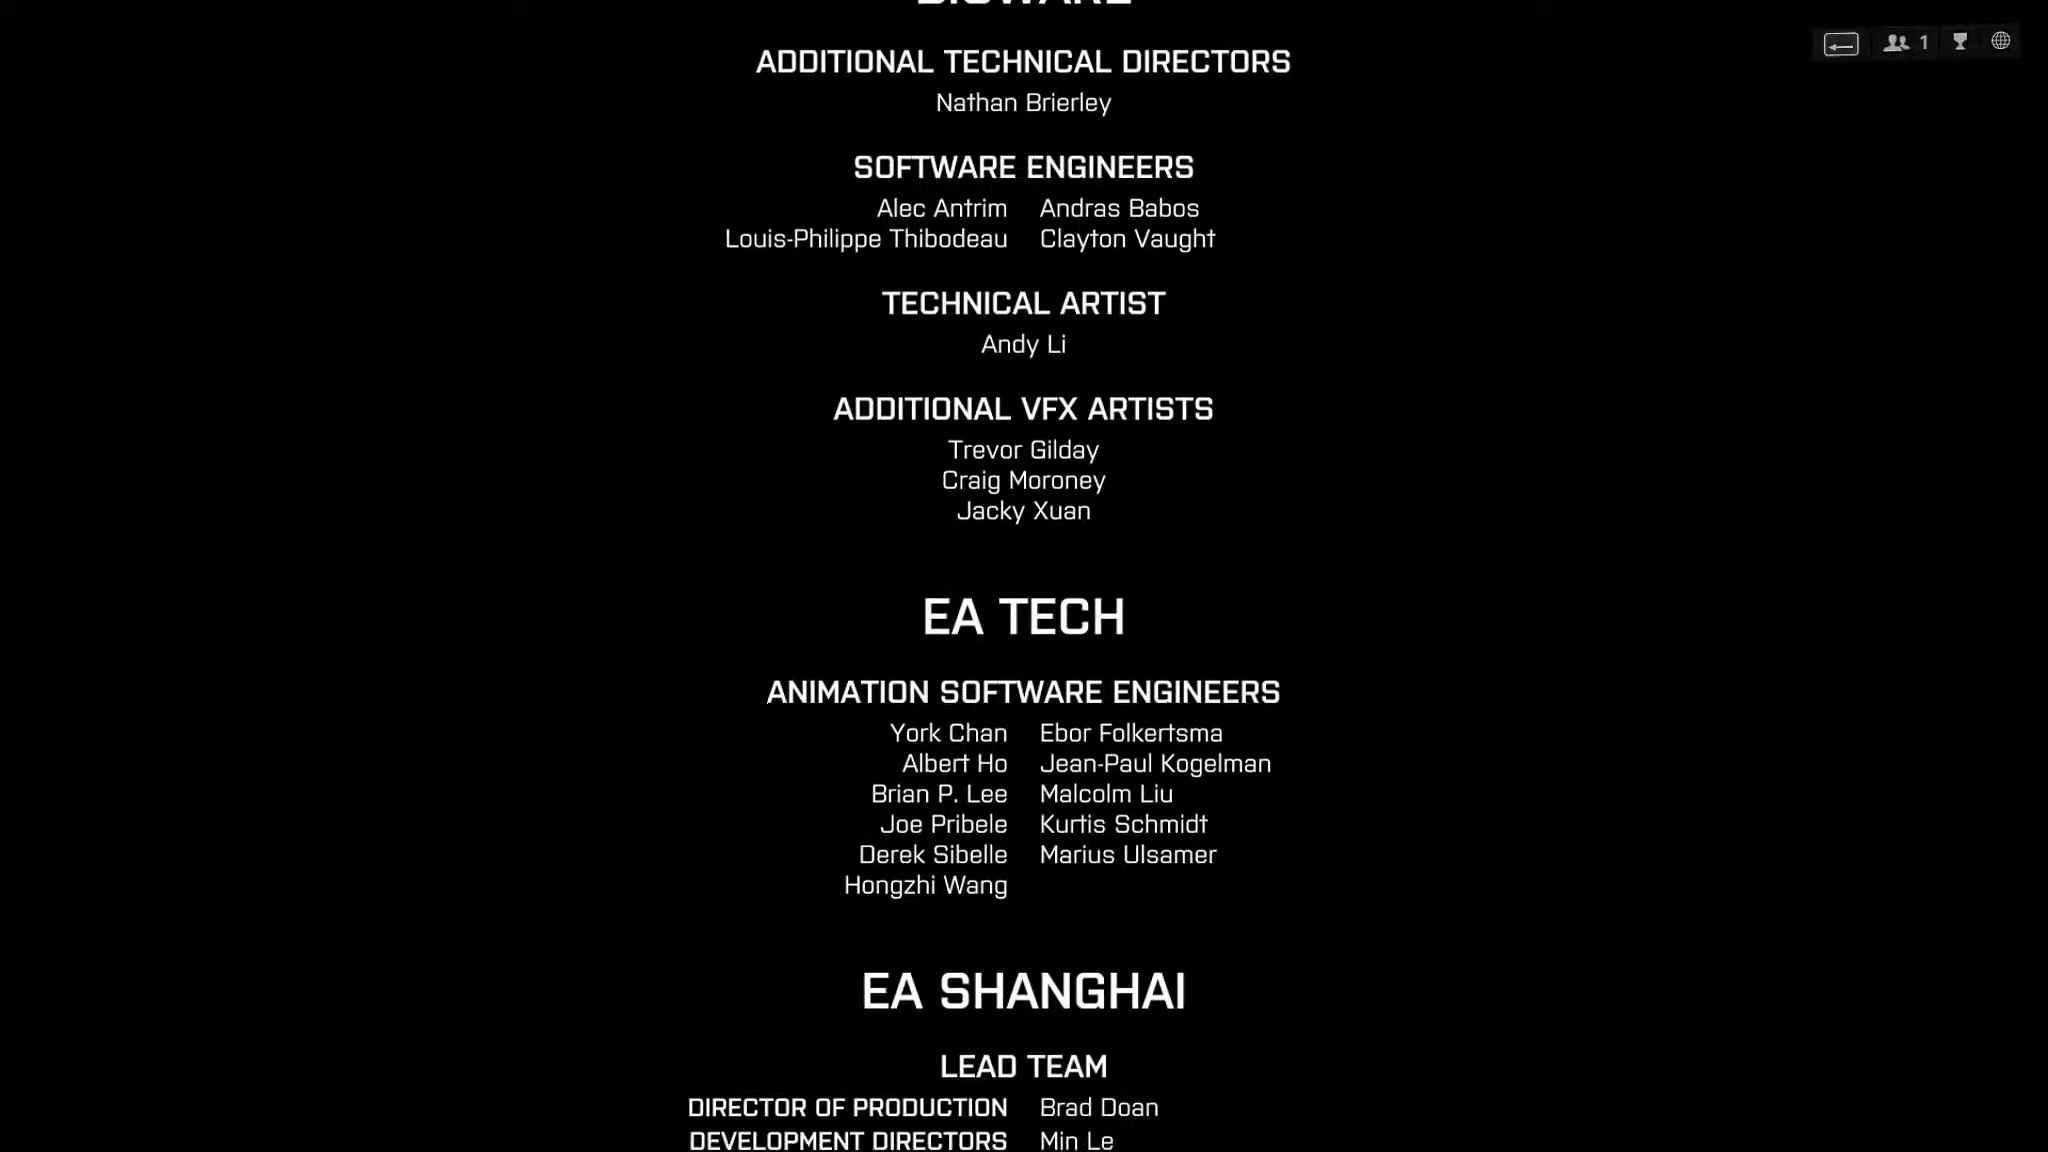 BIOWARE
ADDITIONAL TECHNICAL DIRECTORS
Nathan Brierley
SOFTWARE ENGINEERS
Alec Antrim Andras Babos
Louis-Philippe Thibodeau Clayton Vaught
TECHNICAL ARTIST
Andy Li
ADDITIONAL VFX ARTISTS
Trevor Gilday
Craig Moroney
Jacky Xuan
EA TECH
ANIMATION SOFTWARE ENGINEERS
York Chan Ebor Folkertsma
Albert Ho Jean-Paul Kogelman
Brian P. Lee Malcolm Liu
Joe Pribele Kurtis Schmidt
Derek Sibelle Marius Ulsamer
Hongzhi Wang
EA SHANGHAI
LEAD TEAM
DIRECTOR OF PRODUCTION Brad Doan
DEVELOPMENT DIRECTORS Min Le
1